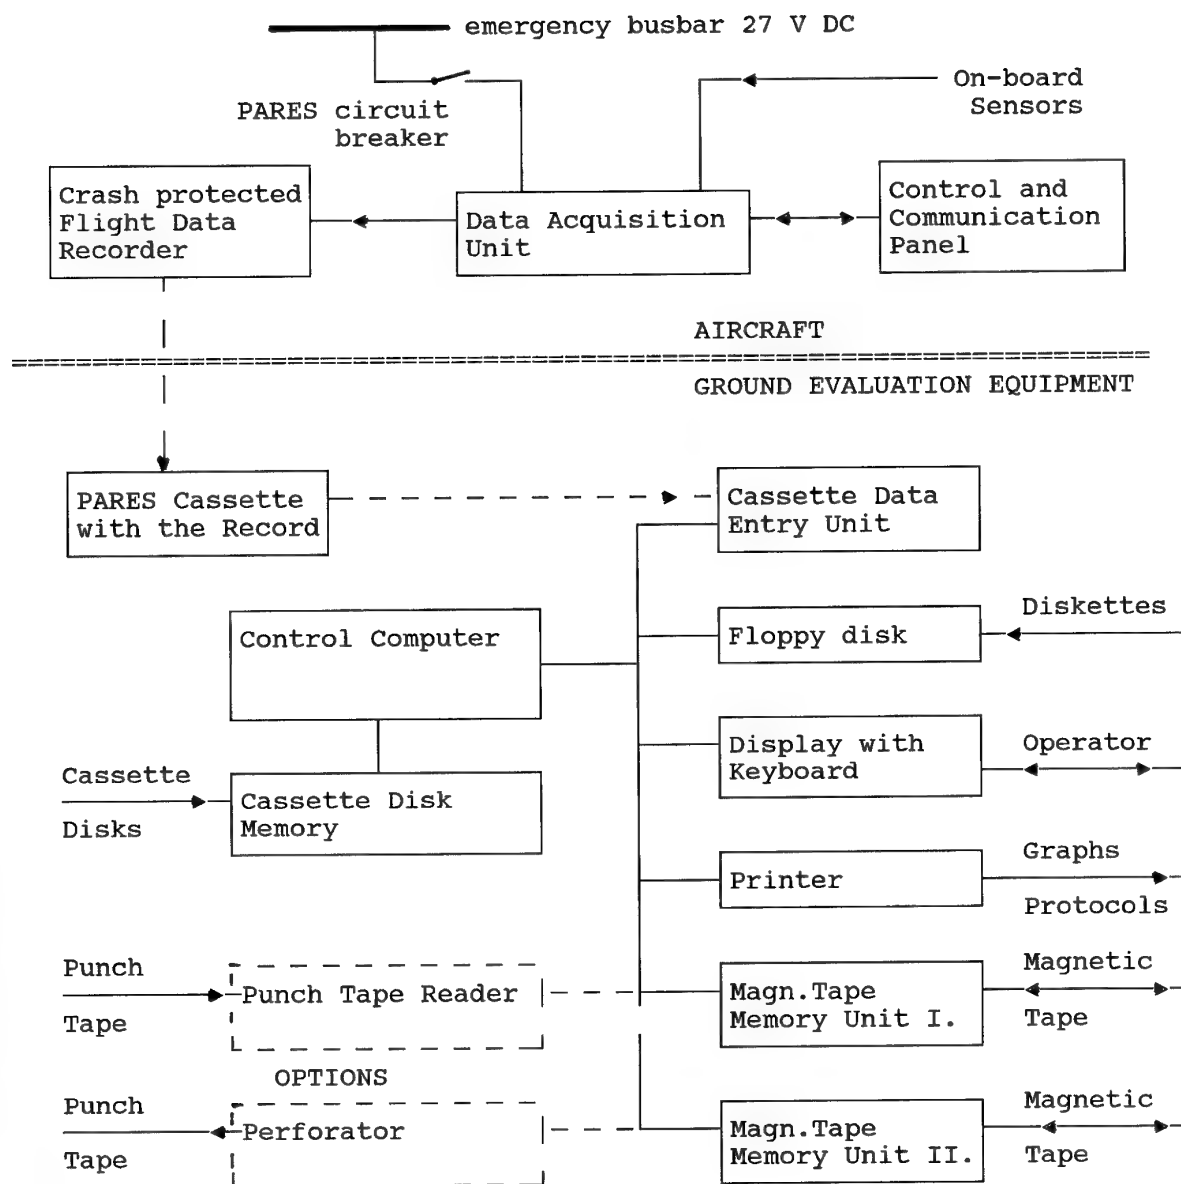 emergency busbar 27 V DC
PARES circuit
breaker
On-board
Sensors
Crash protected
Flight Data
Recorder
Data Acquisition
Unit
Control and
Communication
Panel
AIRCRAFT
GROUND EVALUATION EQUIPMENT
PARES Cassette
with the Record
Cassette Data
Entry Unit
Control Computer
Floppy disk
Diskettes
Display with
Keyboard
Operator
Cassette
Disks
Cassette Disk
Memory
Printer
Graphs
Protocols
Punch
Tape
Punch Tape Reader
Magn.Tape
Memory Unit I.
Magnetic
Tape
OPTIONS
Punch
Tape
Perforator
Magn.Tape
Memory Unit II.
Magnetic
Tape